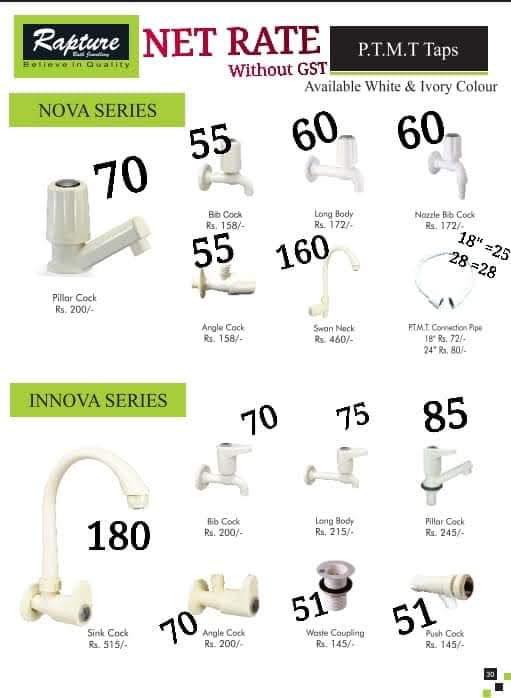 Rapture
Bath Jewellery
Believe in Quality
NET RATE
Without GST
P.T.M.T Taps
Available White & Ivory Colour
NOVA SERIES
70
Pillar Cock
Rs. 200/-
55
Bib Cock
Rs. 158/-
60
Long Body
Rs. 172/-
60
Nozzle Bib Cock
Rs. 172/-
55
Angle Cock
Rs. 158/-
160
Swan Neck
Rs. 460/-
18"=25
28=28
P.T.M.T. Connection Pipe
18" Rs. 72/-
24" Rs. 80/-
INNOVA SERIES
180
Sink Cock
Rs. 515/-
70
Bib Cock
Rs. 200/-
75
Long Body
Rs. 215/-
85
Pillar Cock
Rs. 245/-
70
Angle Cock
Rs. 200/-
51
Waste Coupling
Rs. 145/-
51
Push Cock
Rs. 145/-
30